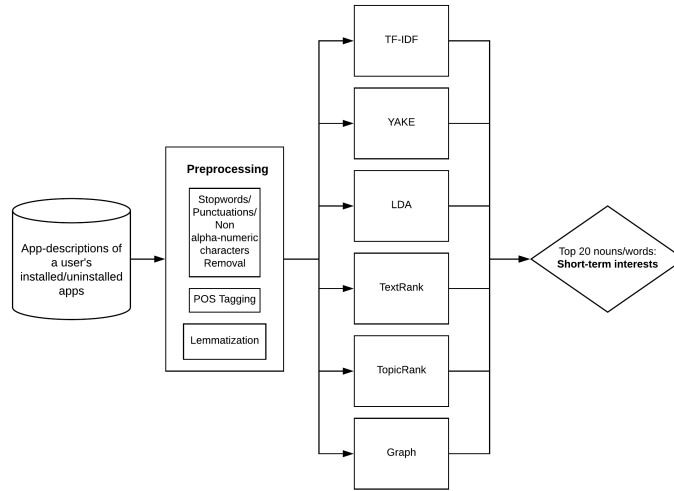 App-descriptions of
a user's
installed/uninstalled
apps
Preprocessing
Stopwords/
Punctuations/
Non
alpha-numeric
characters
Removal
POS Tagging
Lemmatization
TF-IDF
YAKE
LDA
TextRank
TopicRank
Graph
Top 20 nouns/words:
Short-term interests